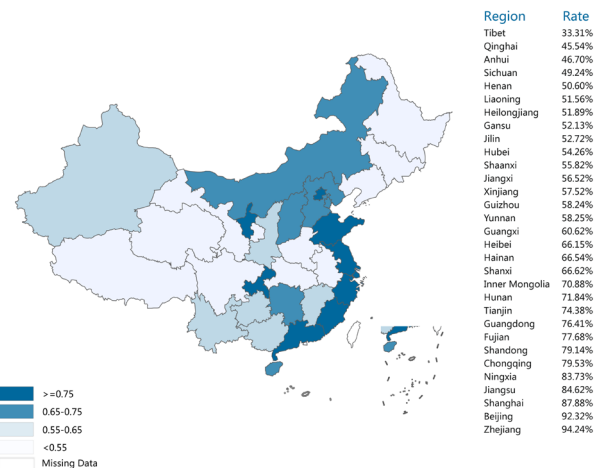 Region Rate
Tibet 33.31%
Qinghai 45.54%
Anhui 46.70%
Sichuan 49.24%
Henan 50.60%
Liaoning 51.56%
Heilongjiang 51.89%
Gansu 52.13%
Jilin 52.72%
Hubei 54.26%
Shaanxi 55.82%
Jiangxi 56.52%
Xinjiang 57.52%
Guizhou 58.24%
Yunnan 58.25%
Guangxi 60.62%
Heibei 66.15%
Hainan 66.54%
Shanxi 66.62%
Inner Mongolia 70.88%
Hunan 71.84%
Tianjin 74.38%
Guangdong 76.41%
Fujian 77.68%
Shandong 79.14%
Chongqing 79.53%
Ningxia 83.73%
Jiangsu 84.62%
Shanghai 87.88%
Beijing 92.32%
Zhejiang 94.24%
>=0.75
0.65-0.75
0.55-0.65
<0.55
Missing Data